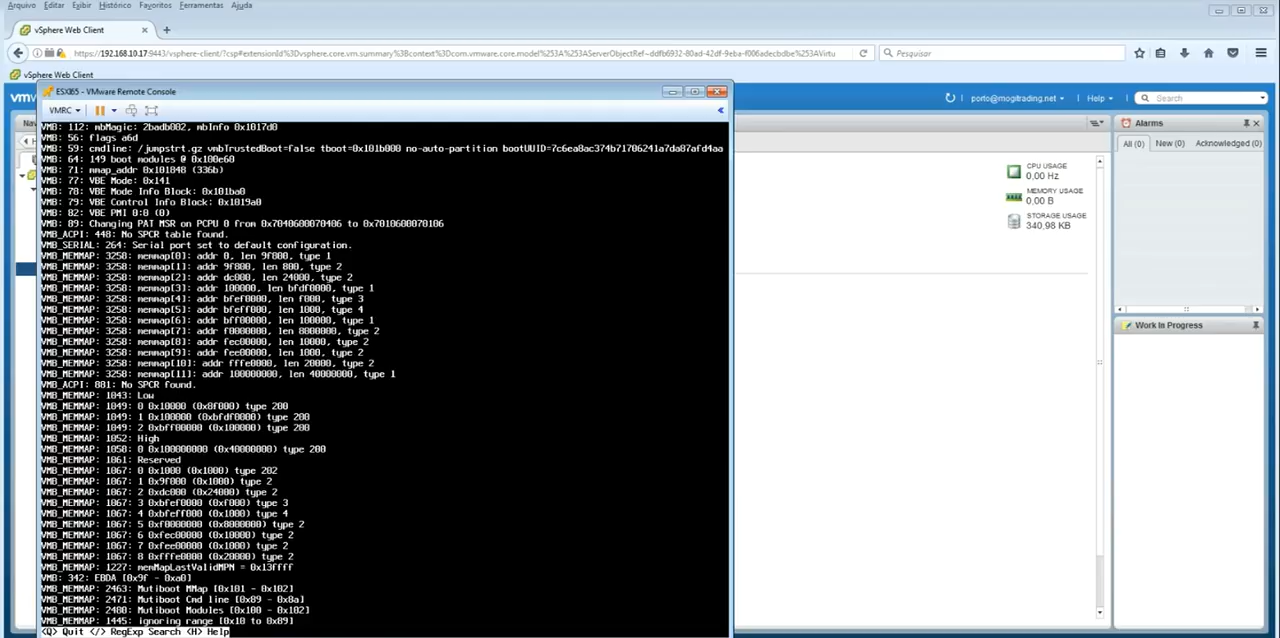 Arquivo Editar Exibir Histórico Favoritos Ferramentas Ajuda
vSphere Web Client
https://192.168.10.17:9443/vsphere-client/?csp#extensionId%3Dvsphere.core.vm.summary%3Bcontext%3Dcom.vmware.core.model%253A%253AServerObjectRef~ddfb6932-80ad-42df-9eba-f006adecbdbe%253AVirtu
Pesquisar
vSphere Web Client
ESXI65 - VMware Remote Console
vm
porto@mogitrading.net
Help
Search
VMRC
Nav
Alarms
All (0) New (0) Acknowledged (0)
CPU USAGE
0,00 Hz
MEMORY USAGE
0,00 B
STORAGE USAGE
340,98 KB
Work In Progress
VMB: 112: mbMagic: 2badb002, mbInfo 0x1017d0
VMB: 56: flags a6d
VMB: 59: cmdline: /jumpstrt.gz vmbTrustedBoot=false tboot=0x101b000 no-auto-partition bootUUID=7c6ea8ac374b71706241a7da87afd4aa
VMB: 64: 149 boot modules @ 0x100e60
VMB: 71: mmap_addr 0x101848 (336b)
VMB: 77: VBE Mode: 0x141
VMB: 78: VBE Mode Info Block: 0x101ba0
VMB: 79: VBE Control Info Block: 0x1019a0
VMB: 82: VBE PMI 0:0 (0)
VMB: 89: Changing PAT MSR on PCPU 0 from 0x7040600070406 to 0x7010600070106
VMB_ACPI: 448: No SPCR table found.
VMB_SERIAL: 264: Serial port set to default configuration.
VMB_MEMMAP: 3258: memmap[0]: addr 0, len 9f800, type 1
VMB_MEMMAP: 3258: memmap[1]: addr 9f800, len 800, type 2
VMB_MEMMAP: 3258: memmap[2]: addr dc000, len 24000, type 2
VMB_MEMMAP: 3258: memmap[3]: addr 100000, len bfdf0000, type 1
VMB_MEMMAP: 3258: memmap[4]: addr bfef0000, len f000, type 3
VMB_MEMMAP: 3258: memmap[5]: addr bfeff000, len 1000, type 4
VMB_MEMMAP: 3258: memmap[6]: addr bff00000, len 100000, type 1
VMB_MEMMAP: 3258: memmap[7]: addr f0000000, len 8000000, type 2
VMB_MEMMAP: 3258: memmap[8]: addr fec00000, len 10000, type 2
VMB_MEMMAP: 3258: memmap[9]: addr fee00000, len 1000, type 2
VMB_MEMMAP: 3258: memmap[10]: addr fffe0000, len 20000, type 2
VMB_MEMMAP: 3258: memmap[11]: addr 100000000, len 40000000, type 1
VMB_ACPI: 881: No SPCR found.
VMB_MEMMAP: 1043: Low
VMB_MEMMAP: 1049: 0 0x10000 (0x8f000) type 200
VMB_MEMMAP: 1049: 1 0x100000 (0xbfdf0000) type 200
VMB_MEMMAP: 1049: 2 0xbff00000 (0x100000) type 200
VMB_MEMMAP: 1052: High
VMB_MEMMAP: 1058: 0 0x100000000 (0x40000000) type 200
VMB_MEMMAP: 1061: Reserved
VMB_MEMMAP: 1067: 0 0x1000 (0x1000) type 202
VMB_MEMMAP: 1067: 1 0x9f000 (0x1000) type 2
VMB_MEMMAP: 1067: 2 0xdc000 (0x24000) type 2
VMB_MEMMAP: 1067: 3 0xbfef0000 (0xf000) type 3
VMB_MEMMAP: 1067: 4 0xbfeff000 (0x1000) type 4
VMB_MEMMAP: 1067: 5 0xf0000000 (0x8000000) type 2
VMB_MEMMAP: 1067: 6 0xfec00000 (0x10000) type 2
VMB_MEMMAP: 1067: 7 0xfee00000 (0x1000) type 2
VMB_MEMMAP: 1067: 8 0xfffe0000 (0x20000) type 2
VMB_MEMMAP: 1227: memMapLastValidMPN = 0x13ffff
VMB: 342: EBDA [0x9f - 0xa0]
VMB_MEMMAP: 2463: Mutiboot MMap [0x101 - 0x102]
VMB_MEMMAP: 2471: Mutiboot Cmd line [0x89 - 0x8a]
VMB_MEMMAP: 2480: Mutiboot Modules [0x100 - 0x102]
VMB_MEMMAP: 1445: ignoring range [0x10 to 0x89]
<Q> Quit </> RegExp Search <H> Help